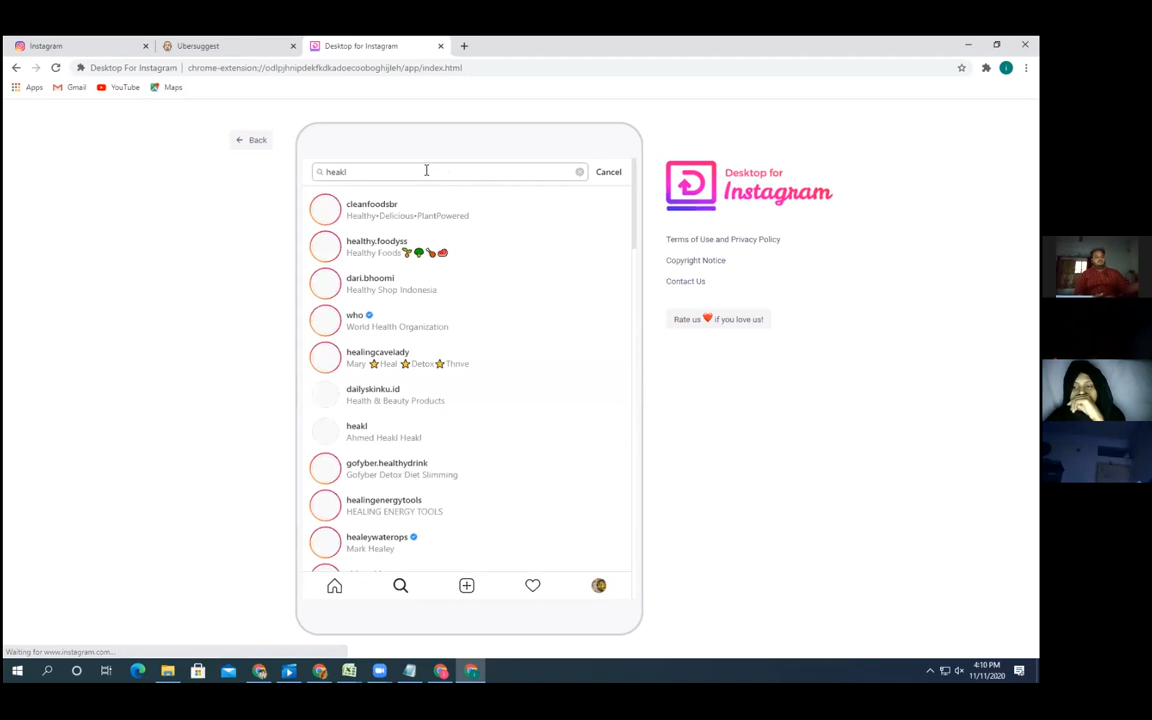 Instagram
Ubersuggest
Desktop for Instagram
Desktop For Instagram
chrome-extension://odlpjhnipdekfkdkadoecooboghijleh/app/index.html
Apps
Gmail
YouTube
Maps
Back
heakl
Cancel
cleanfoodsbr
Healthy•Delicious•PlantPowered
healthy.foodyss
Healthy Foods
dari.bhoomi
Healthy Shop Indonesia
who
World Health Organization
healingcavelady
Mary ⭐Heal ⭐Detox⭐Thrive
dailyskinku.id
Health & Beauty Products
heakl
Ahmed Heakl Heakl
gofyber.healthydrink
Gofyber Detox Diet Slimming
healingenergytools
HEALING ENERGY TOOLS
healeywaterops
Mark Healey
Desktop for
Instagram
Terms of Use and Privacy Policy
Copyright Notice
Contact Us
Rate us ❤️ if you love us!
Waiting for www.instagram.com...
4:10 PM
11/11/2020